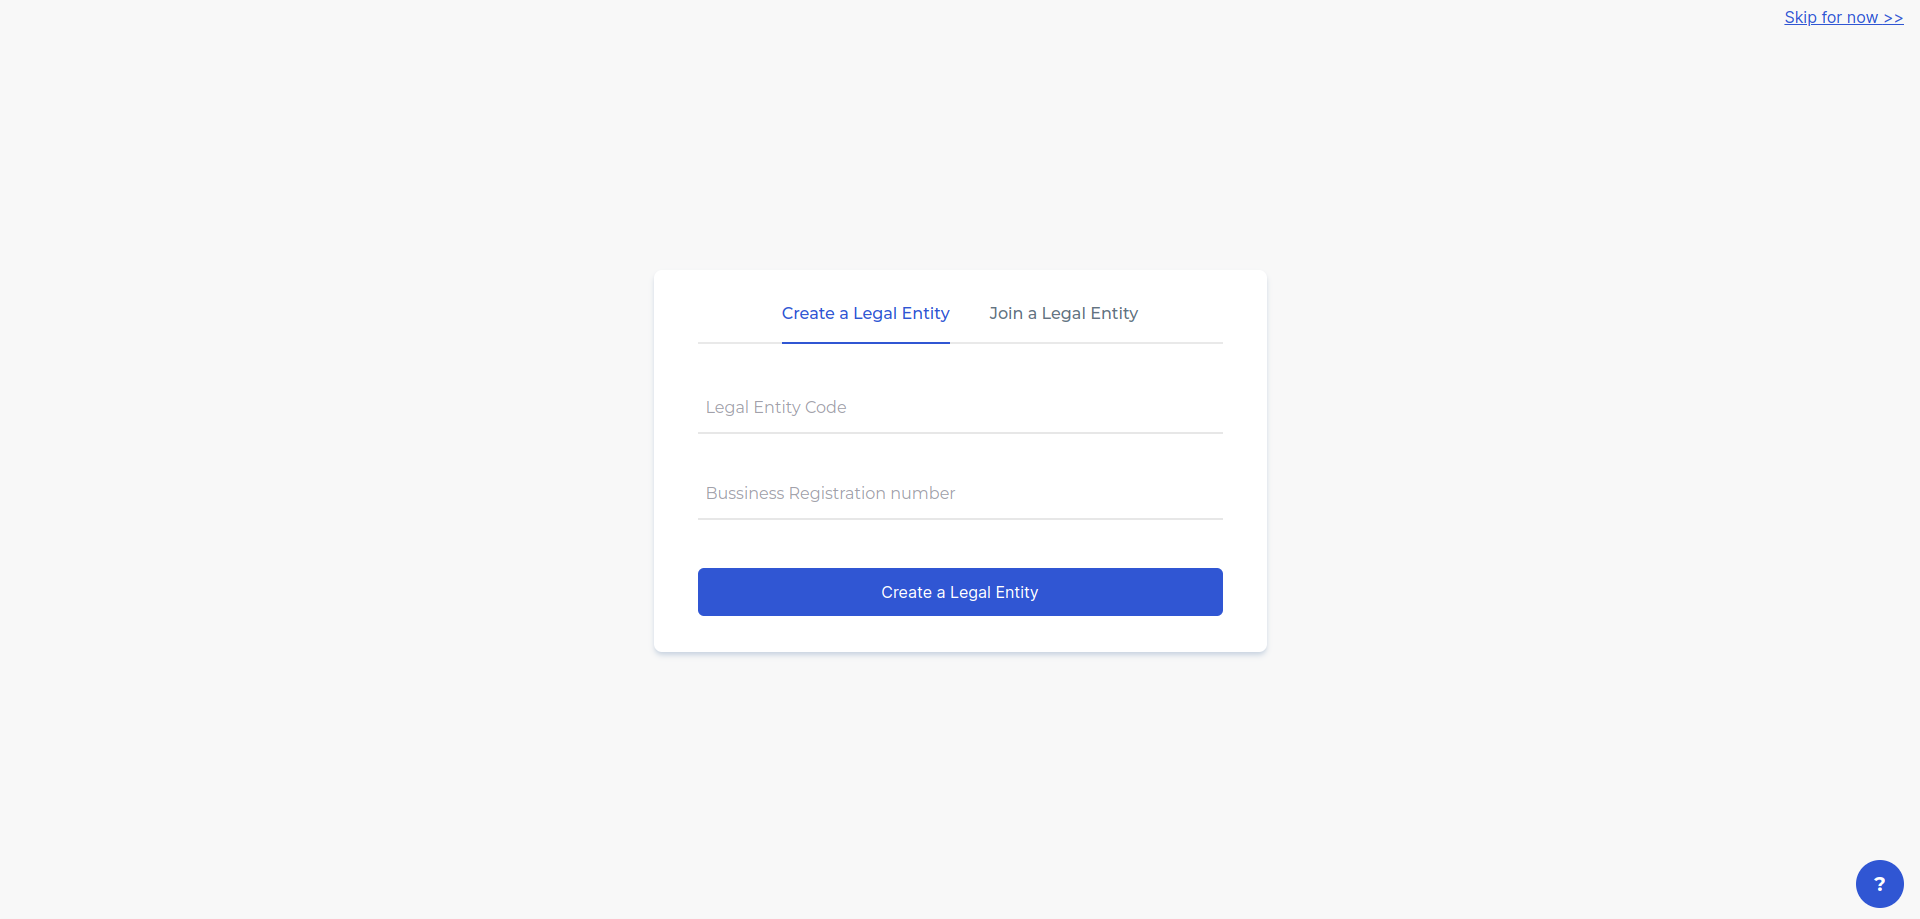 Skip for now >>
Create a Legal Entity
Join a Legal Entity
Legal Entity Code
Bussiness Registration number
Create a Legal Entity
?